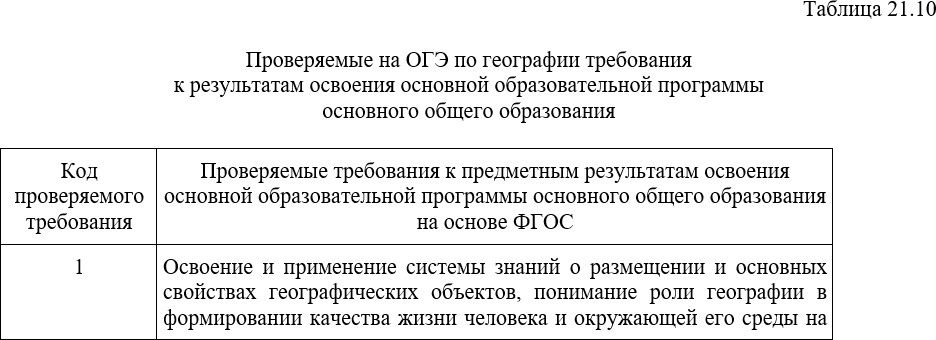 Таблица 21.10
Проверяемые на ОГЭ по географии требования
к результатам освоения основной образовательной программы
основного общего образования
Код
проверяемого
требования
Проверяемые требования к предметным результатам освоения
основной образовательной программы основного общего образования
на основе ФГОС
1
Освоение и применение системы знаний о размещении и основных
свойствах географических объектов, понимание роли географии в
формировании качества жизни человека и окружающей его среды на